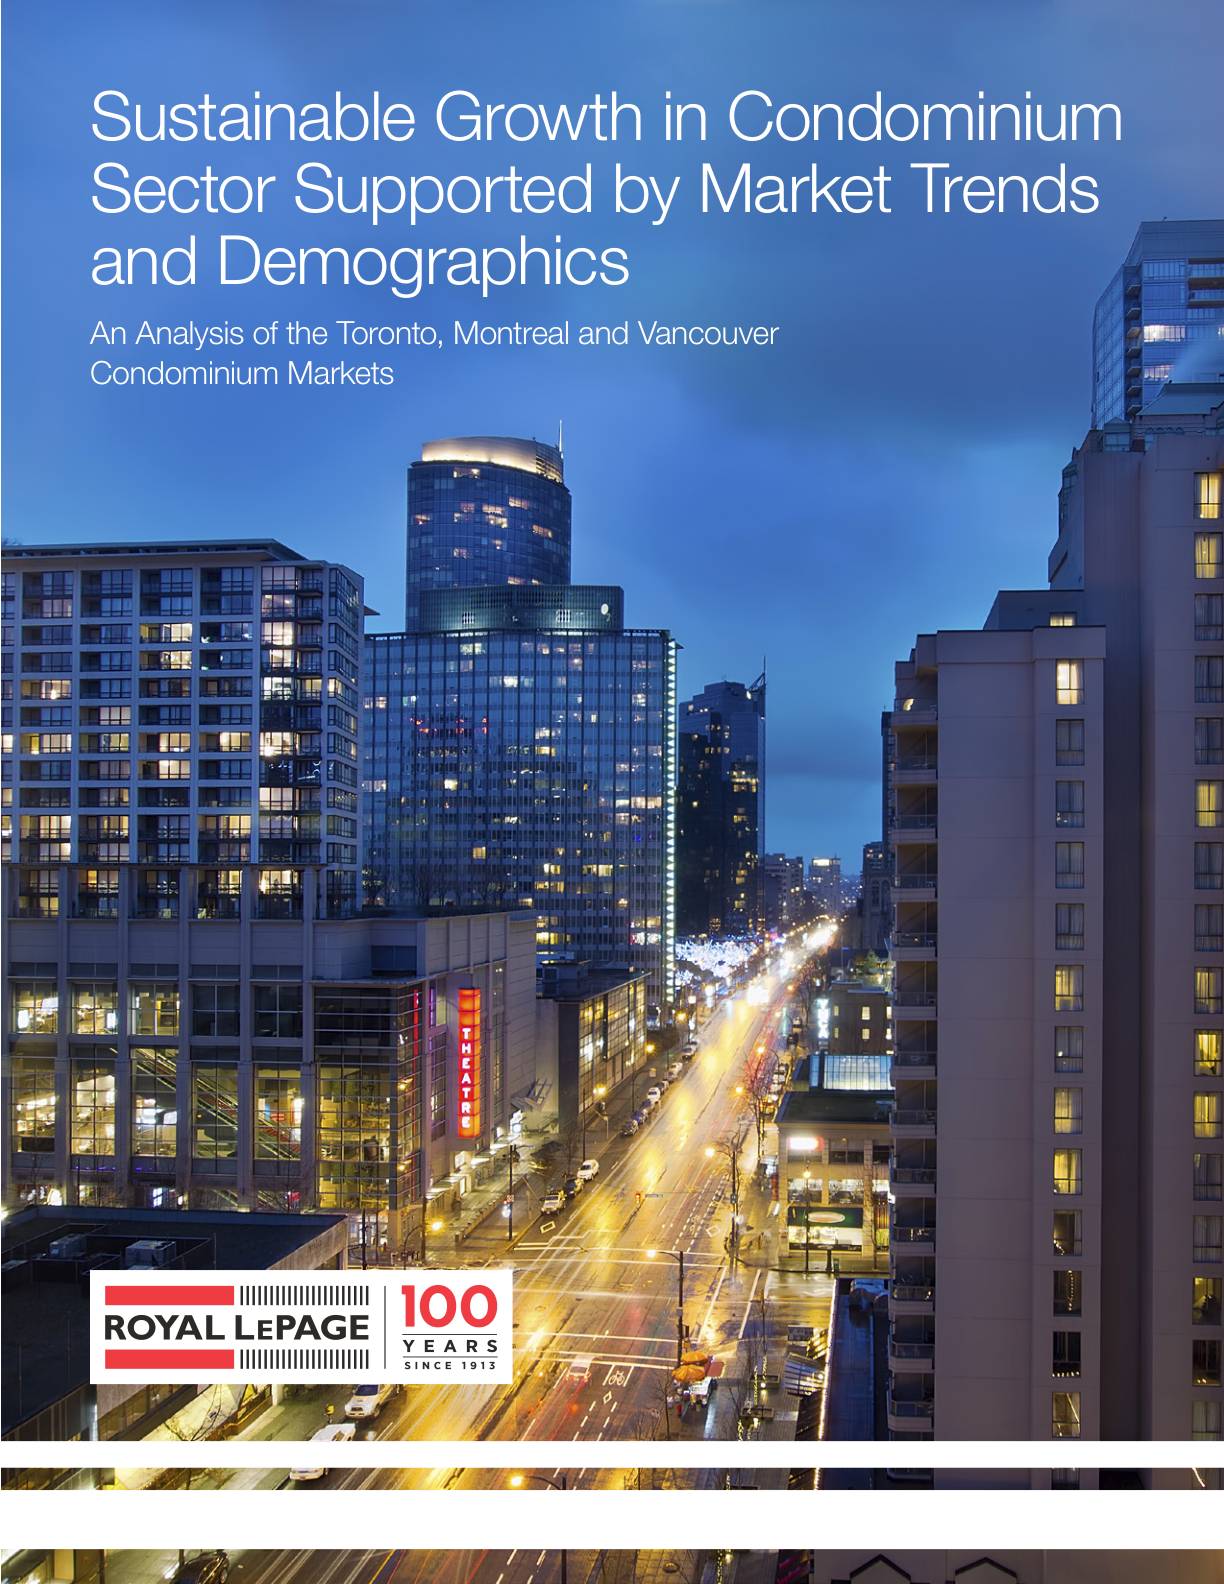 Sustainable Growth in Condominium
Sector Supported by Market Trends
and Demographics
An Analysis of the Toronto, Montreal and Vancouver
Condominium Markets
THEATRE
ROYAL LEPAGE
100
YEARS
SINCE 1913